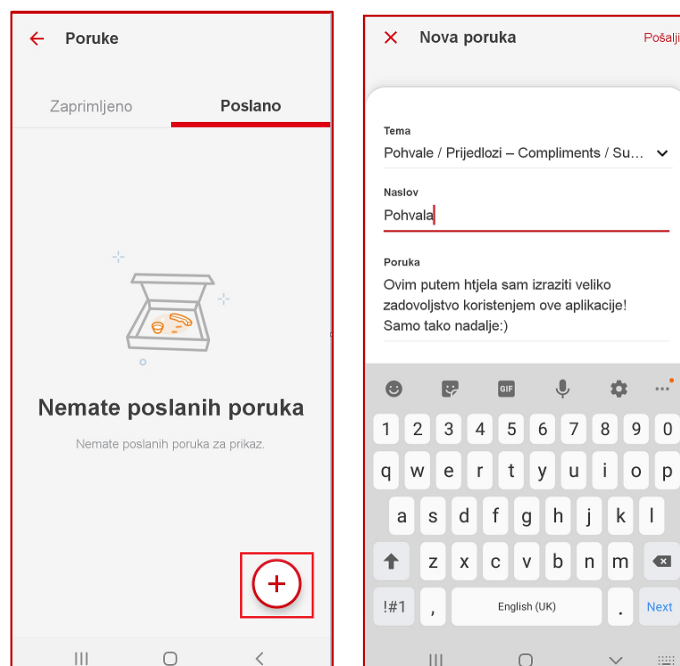 Poruke
Zaprimljeno
Poslano
Nemate poslanih poruka
Nemate poslanih poruka za prikaz.
Nova poruka
Pošalji
Tema
Pohvale / Prijedlozi – Compliments / Su...
Naslov
Pohvala
Poruka
Ovim putem htjela sam izraziti veliko
zadovoljstvo koristenjem ove aplikacije!
Samo tako nadalje:)
GIF
1 2 3 4 5 6 7 8 9 0
q w e r t y u i o p
a s d f g h j k l
z x c v b n m
!#1 , English (UK) . Next